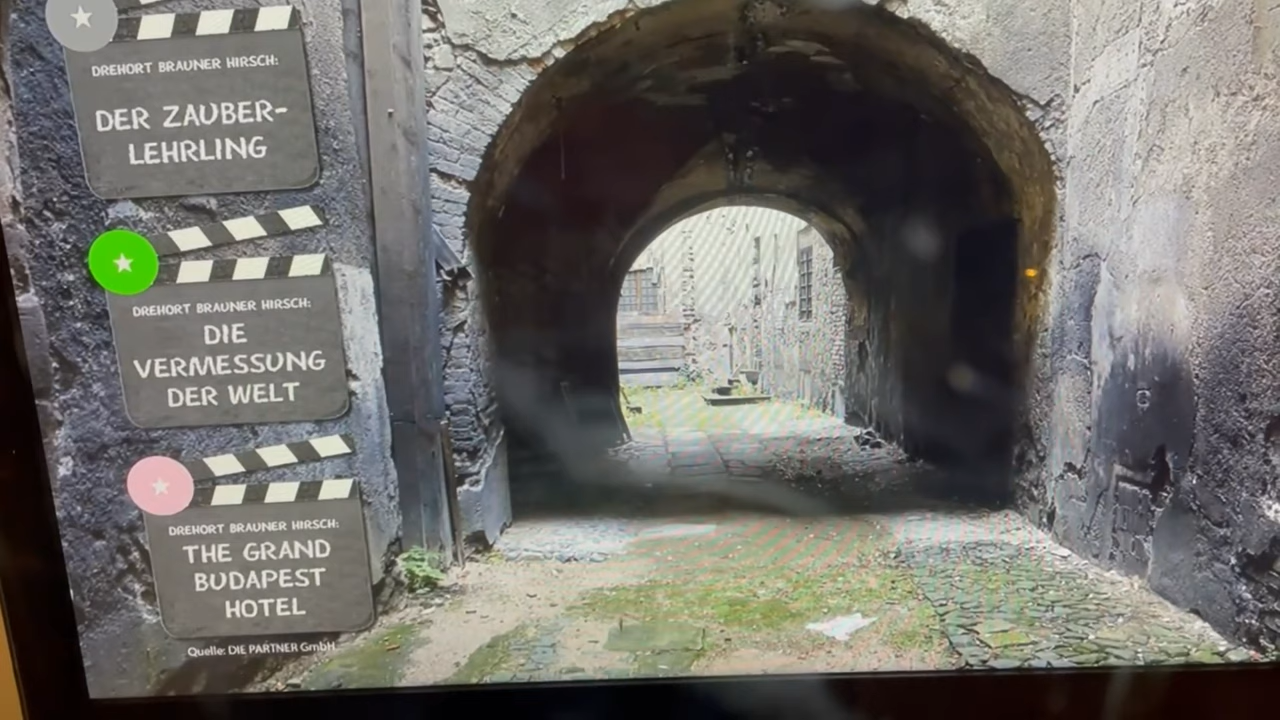 DREHORT BRAUNER HIRSCH:
DER ZAUBER-
LEHRLING
DREHORT BRAUNER HIRSCH:
DIE
VERMESSUNG
DER WELT
DREHORT BRAUNER HIRSCH:
THE GRAND
BUDAPEST
HOTEL
Quelle: DIE PARTNER GmbH